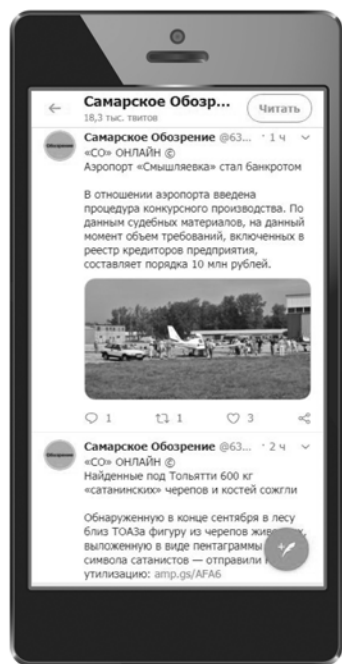 Самарское Обозр...
18,3 тыс. твитов
Читать
Обозрение
Самарское Обозрение @63... · 1 ч
«СО» ОНЛАЙН ©
Аэропорт «Смышляевка» стал банкротом
В отношении аэропорта введена
процедура конкурсного производства. По
данным судебных материалов, на данный
момент объем требований, включенных в
реестр кредиторов предприятия,
составляет порядка 10 млн рублей.
1 1 3
Обозрение
Самарское Обозрение @63... · 2 ч
«СО» ОНЛАЙН ©
Найденные под Тольятти 600 кг
«сатанинских» черепов и костей сожгли
Обнаруженную в конце сентября в лесу
близ ТОАЗа фигуру из черепов
выложенную в виде пентаграммы
символа сатанистов — отправили
утилизацию: amp.gs/AFA6